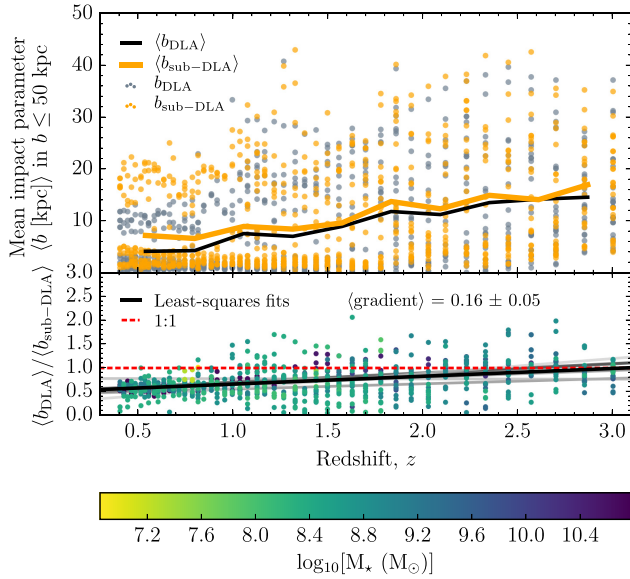 Mean impact parameter
⟨b [kpc]⟩ in b ≤ 50 kpc
50
40
30
20
10
⟨b_DLA⟩
⟨b_sub−DLA⟩
b_DLA
b_sub−DLA
⟨b_DLA⟩/⟨b_sub−DLA⟩
3.0
2.5
2.0
1.5
1.0
0.5
0.0
Least-squares fits
⟨gradient⟩ = 0.16 ± 0.05
1:1
0.5 1.0 1.5 2.0 2.5 3.0
Redshift, z
7.2 7.6 8.0 8.4 8.8 9.2 9.6 10.0 10.4
log₁₀[M⋆ (M⊙)]